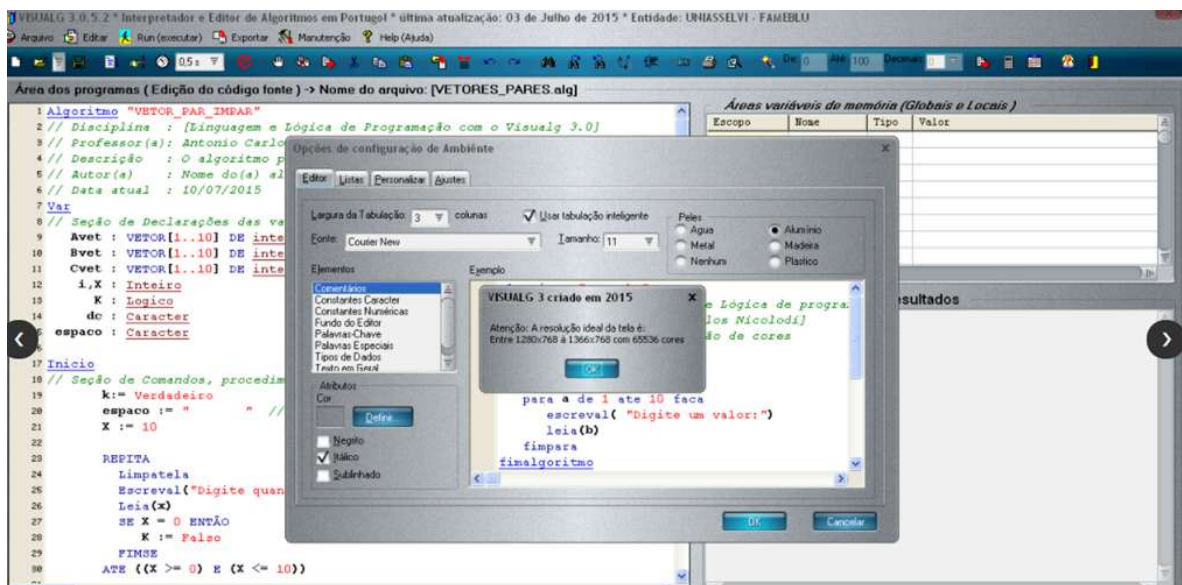 VISUALG 3.0.5.2 * Interpretador e Editor de Algoritmos em Portugol * última atualização: 03 de Julho de 2015 * Entidade: UNIASSELVI - FAMEBLU
Arquivo Editar Run (executar) Exportar Manutenção Help (Ajuda)
0,5s De: 0 Até 100 Decimais 0
Área dos programas ( Edição do código fonte ) -> Nome do arquivo: [VETORES_PARES.alg]
1 Algoritmo "VETOR_PAR_IMPAR"
2 // Disciplina : [Linguagem e Lógica de Programação com o Visualg 3.0]
3 // Professor(a): Antonio Carlo
4 // Descrição : O algoritmo p
5 // Autor(a) : Nome do(a) al
6 // Data atual : 10/07/2015
7 Var
8 // Seção de Declarações das va
9 Avet : VETOR[1..10] DE inte
10 Bvet : VETOR[1..10] DE inte
11 Cvet : VETOR[1..10] DE inte
12 i,X : Inteiro
13 K : Logico
14 dc : Caracter
espaco : Caracter
17 Inicio
18 // Seção de Comandos, procedim
19 k:= Verdadeiro
20 espaco := " " //
21 X := 10
22
23 REPITA
24 Limpatela
25 Escreval("Digite quan
26 Leia(x)
27 SE X = 0 ENTÃO
28 K := Falso
29 FIMSE
30 ATE ((X >= 0) E (X <= 10))
Áreas variáveis de memória (Globais e Locais )
Escopo Nome Tipo Valor
sultados
Opções de configuração de Ambiênte
Editor Listas Personalizar Ajustes
Largura da Tabulação: 3 colunas Usar tabulação inteligente
Fonte: Courier New Tamanho: 11
Peles
Agua Aluminio
Metal Madeira
Nenhum Plastico
Elementos
Comentários
Constantes Caracter
Constantes Numéricas
Fundo do Editor
Palavras-Chave
Palavras Especiais
Tipos de Dados
Texto em Geral
Atributos
Cor
Definir...
Negrito
Itálico
Sublinhado
Exemplo
e Lógica de progra
los Nicolodi]
ão de cores
para a de 1 ate 10 faca
escreval( "Digite um valor:")
leia(b)
fimpara
fimalgoritmo
VISUALG 3 criado em 2015
Atenção: A resolução ideal da tela é:
Entre 1280x768 à 1366x768 com 65536 cores
OK
OK Cancelar